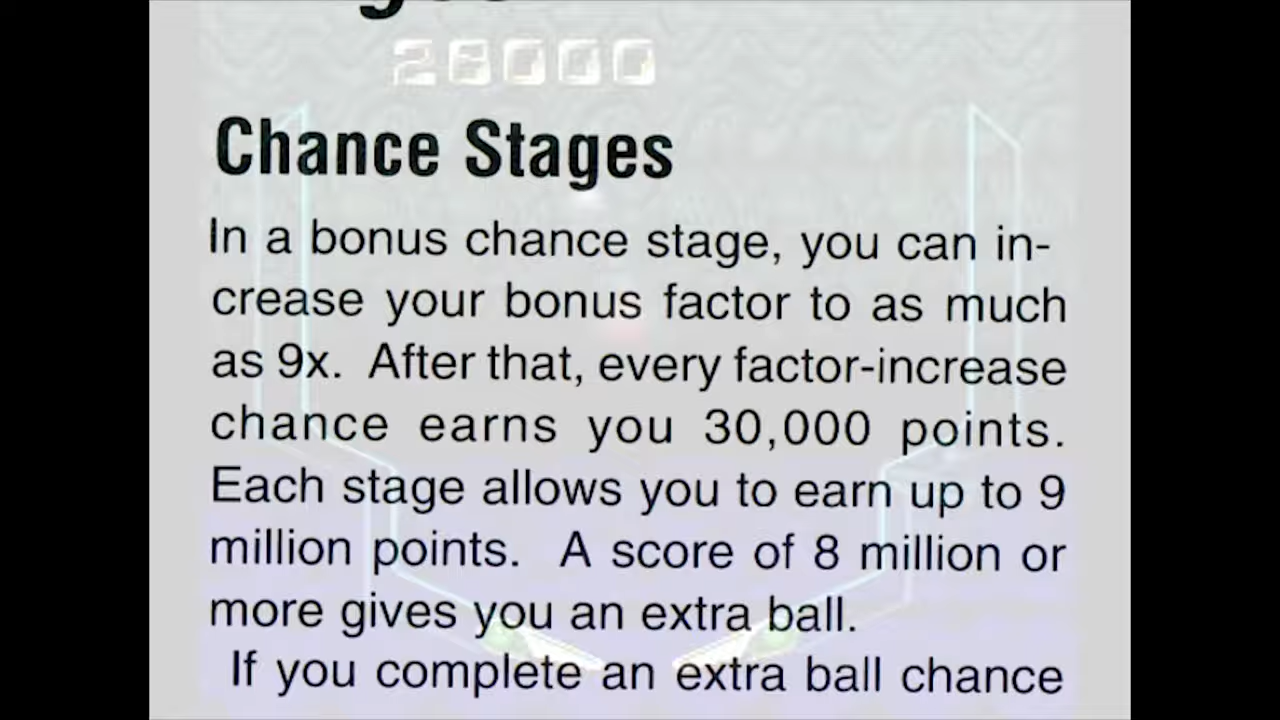 28000
Chance Stages
In a bonus chance stage, you can in-
crease your bonus factor to as much
as 9x. After that, every factor-increase
chance earns you 30,000 points.
Each stage allows you to earn up to 9
million points. A score of 8 million or
more gives you an extra ball.
If you complete an extra ball chance